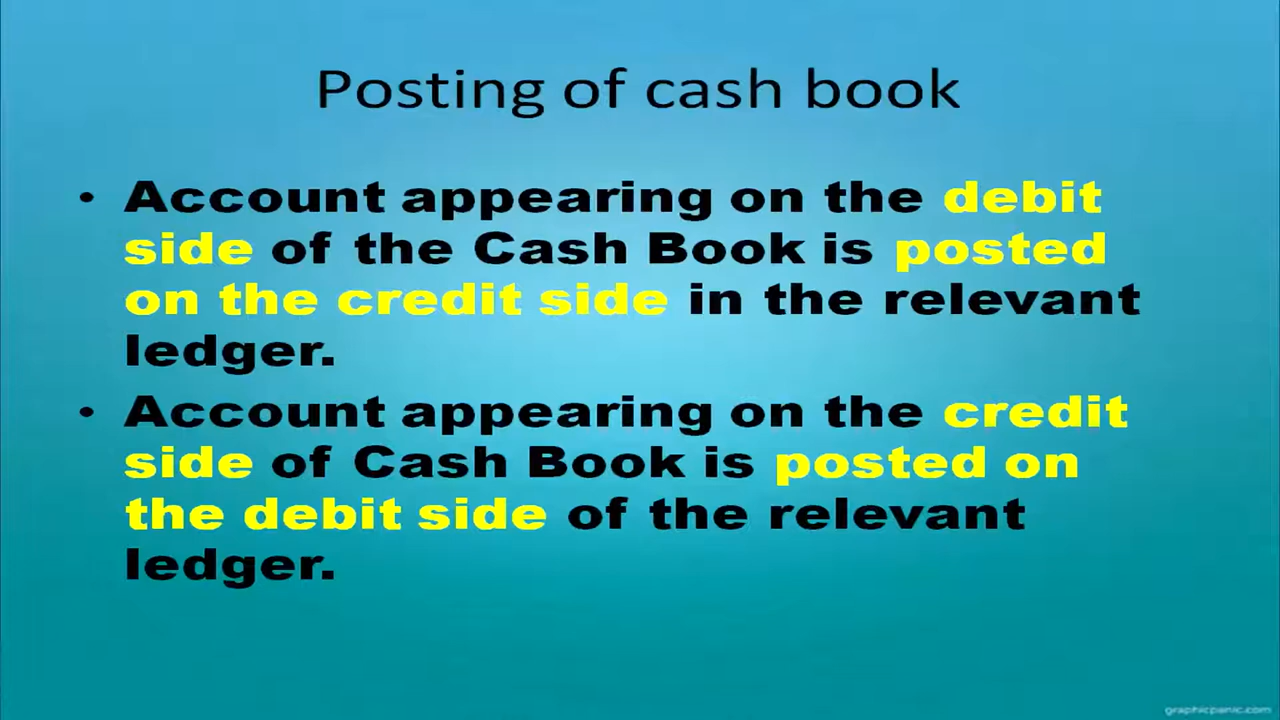 Posting of cash book
• Account appearing on the debit
side of the Cash Book is posted
on the credit side in the relevant
ledger.
• Account appearing on the credit
side of Cash Book is posted on
the debit side of the relevant
ledger.
graphicpanic.com